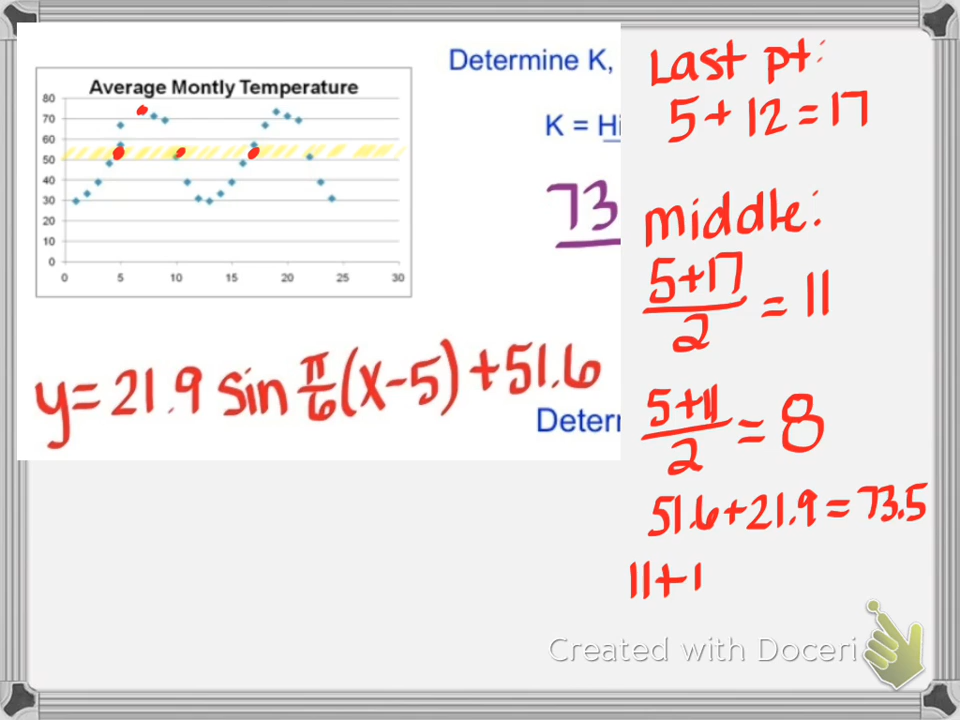 Determine K,
Average Montly Temperature
80
70
60
50
40
30
20
10
0
0 5 10 15 20 25 30
K = Hi
73
y = 21.9 sin π/6 (x-5) + 51.6
Deterr
Last pt:
5 + 12 = 17
middle:
5+17/2 = 11
5+11/2 = 8
51.6 + 21.9 = 73.5
11+1
Created with Doceri